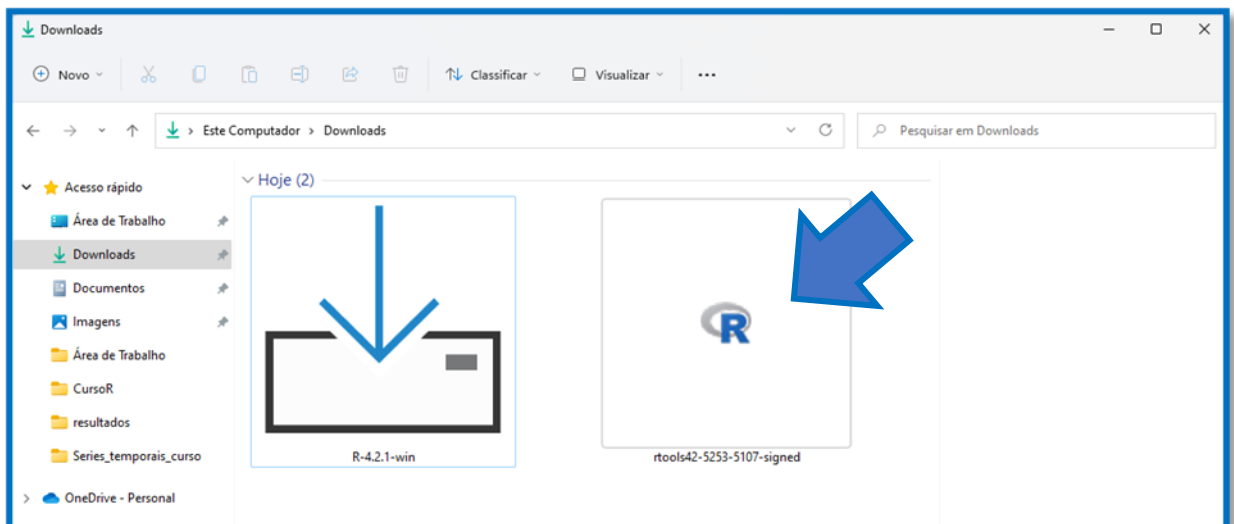 Downloads
Novo
Classificar
Visualizar
Este Computador > Downloads
Pesquisar em Downloads
Acesso rápido
Área de Trabalho
Downloads
Documentos
Imagens
Área de Trabalho
CursoR
resultados
Series_temporais_curso
OneDrive - Personal
Hoje (2)
R
R-4.2.1-win
rtools42-5253-5107-signed